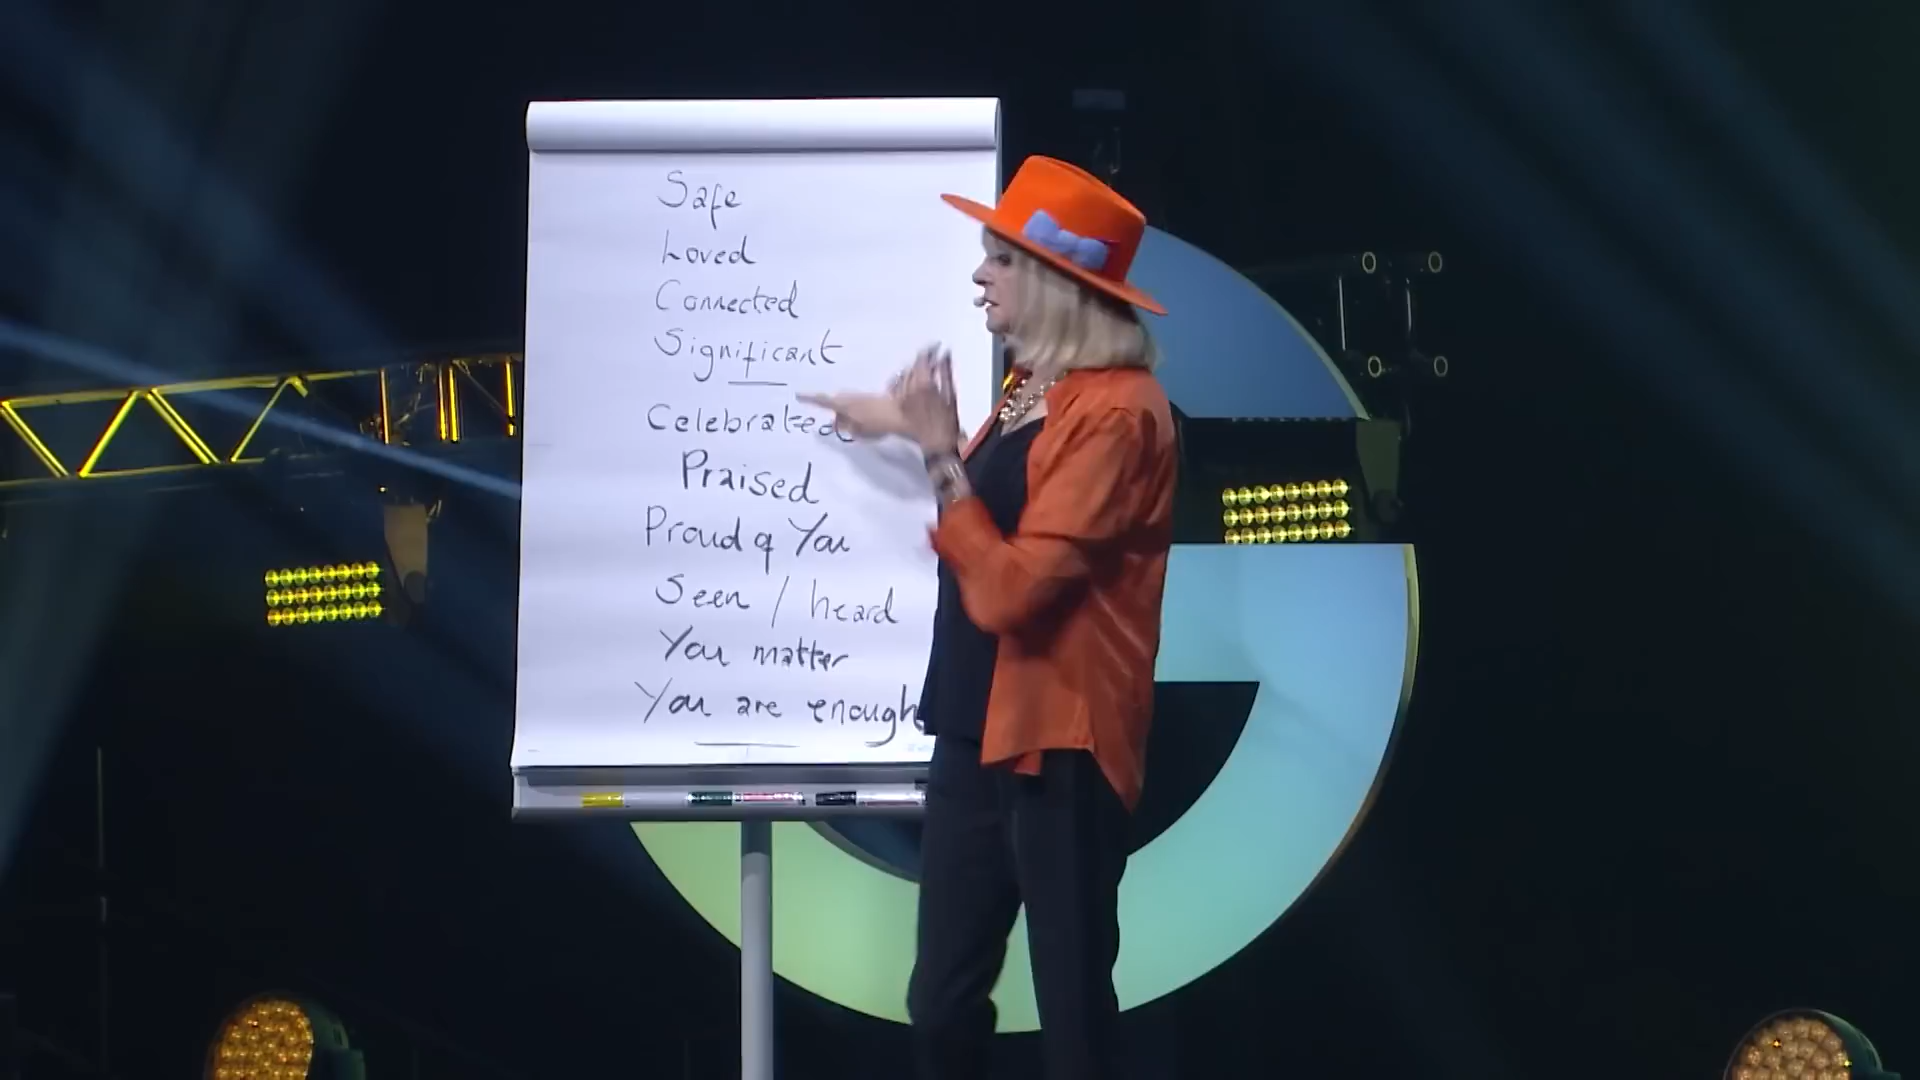 Safe
Loved
Connected
Significant
Celebrated
Praised
Proud of You
Seen / heard
You matter
You are enough